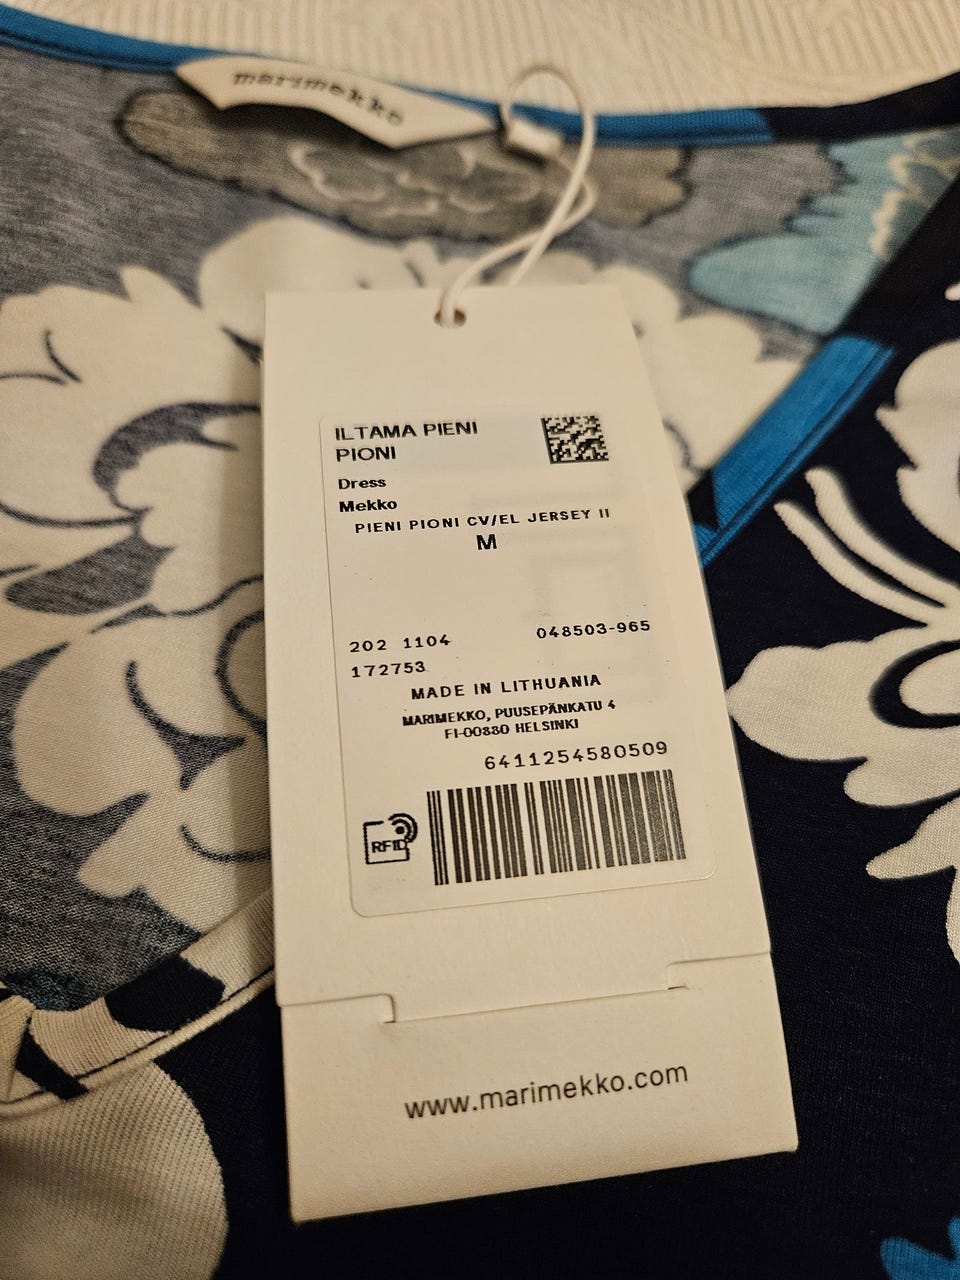 marimekko
ILTAMA PIENI
PIONI
Dress
Mekko
PIENI PIONI CV/EL JERSEY II
M
202 1104 048503-965
172753
MADE IN LITHUANIA
MARIMEKKO, PUUSEPÄNKATU 4
FI-00880 HELSINKI
6411254580509
RFID
www.marimekko.com